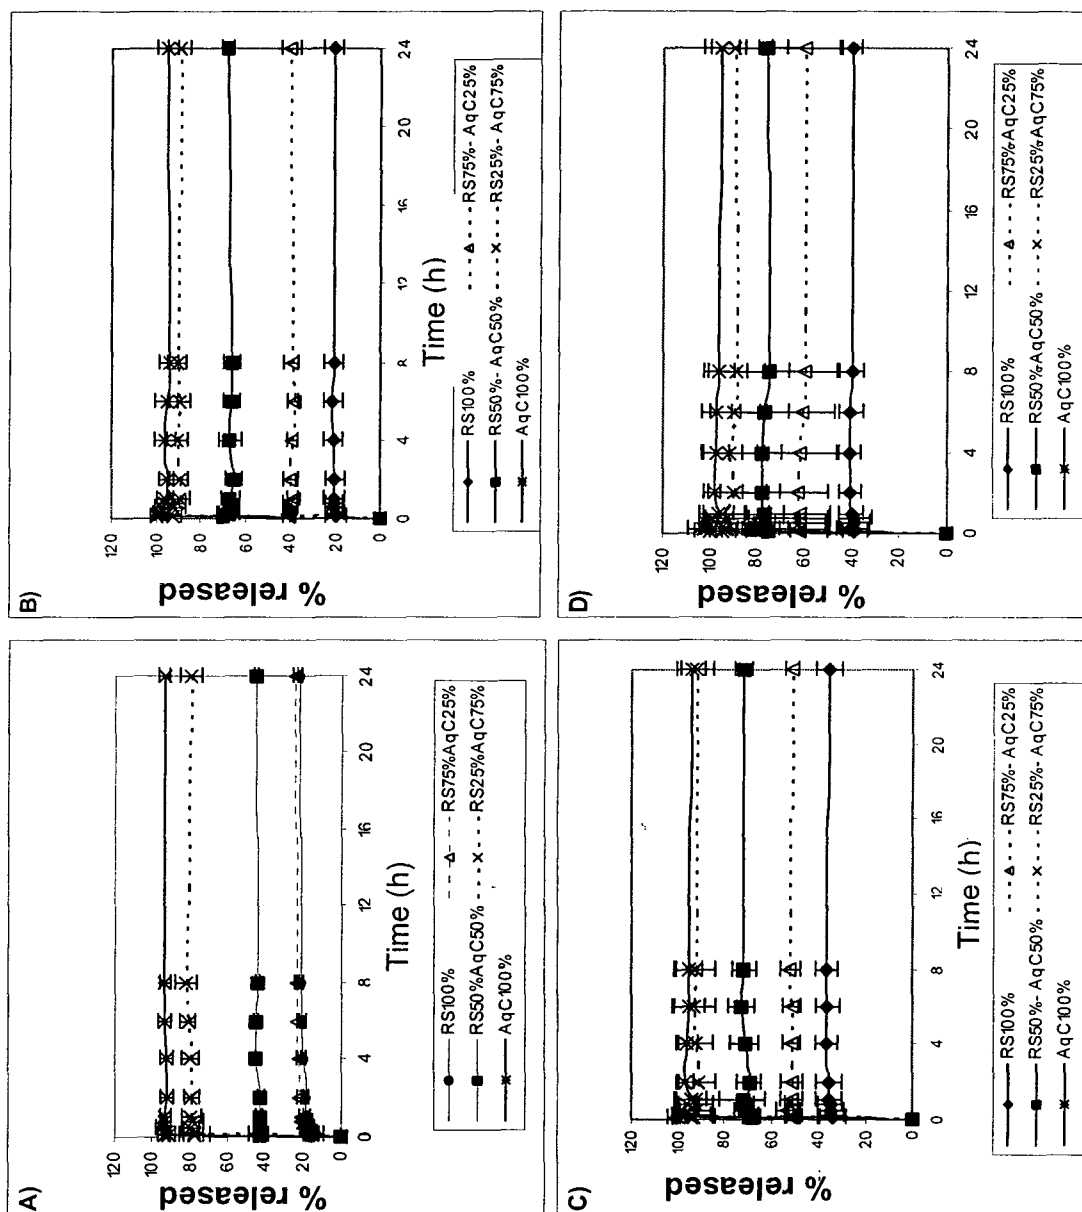 A)
% released
120
100
80
60
40
20
0
0
4
8
12
16
20
24
Time (h)
RS100%
RS75%AqC25%
RS50%AqC50%
RS25%AqC75%
AqC100%
B)
% released
120
100
80
60
40
20
0
0
4
8
12
16
20
24
Time (h)
RS100%
RS75%- AqC25%
RS50%- AqC50%
RS25%- AqC75%
AqC100%
C)
% released
120
100
80
60
40
20
0
0
4
8
12
16
20
24
Time (h)
RS100%
RS75%- AqC25%
RS50%- AqC50%
RS25%- AqC75%
AqC100%
D)
% released
120
100
80
60
40
20
0
0
4
8
12
16
20
24
RS100%
RS75%AqC25%
RS50%AqC50%
RS25%AqC75%
AqC100%